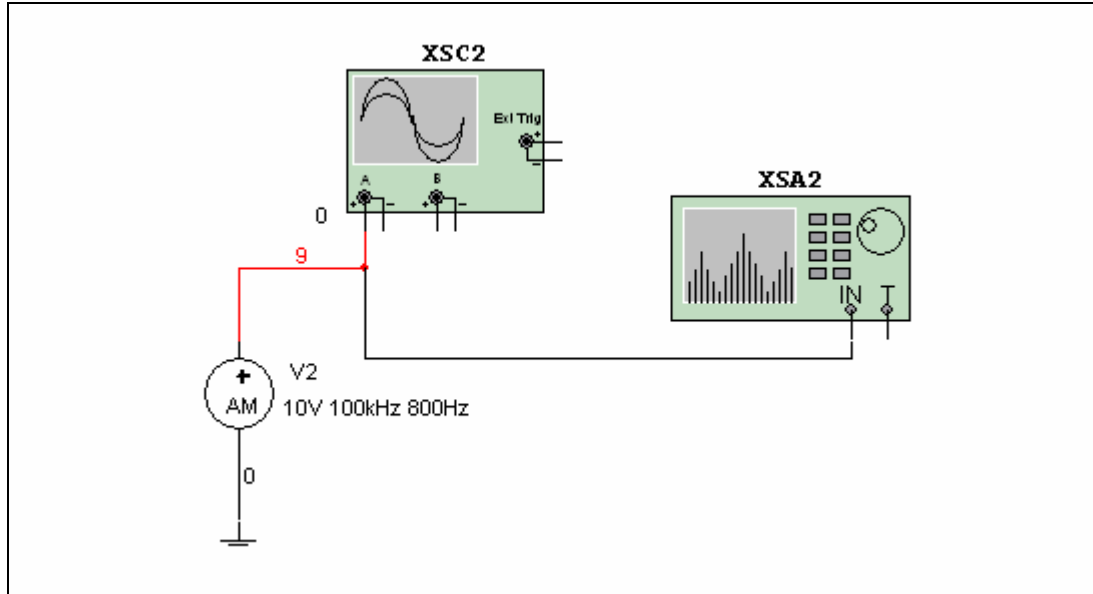 XSC2
Ext Trig
+
-
A
B
+ - + -
0
XSA2
IN T
9
+
AM
V2
10V 100kHz 800Hz
0